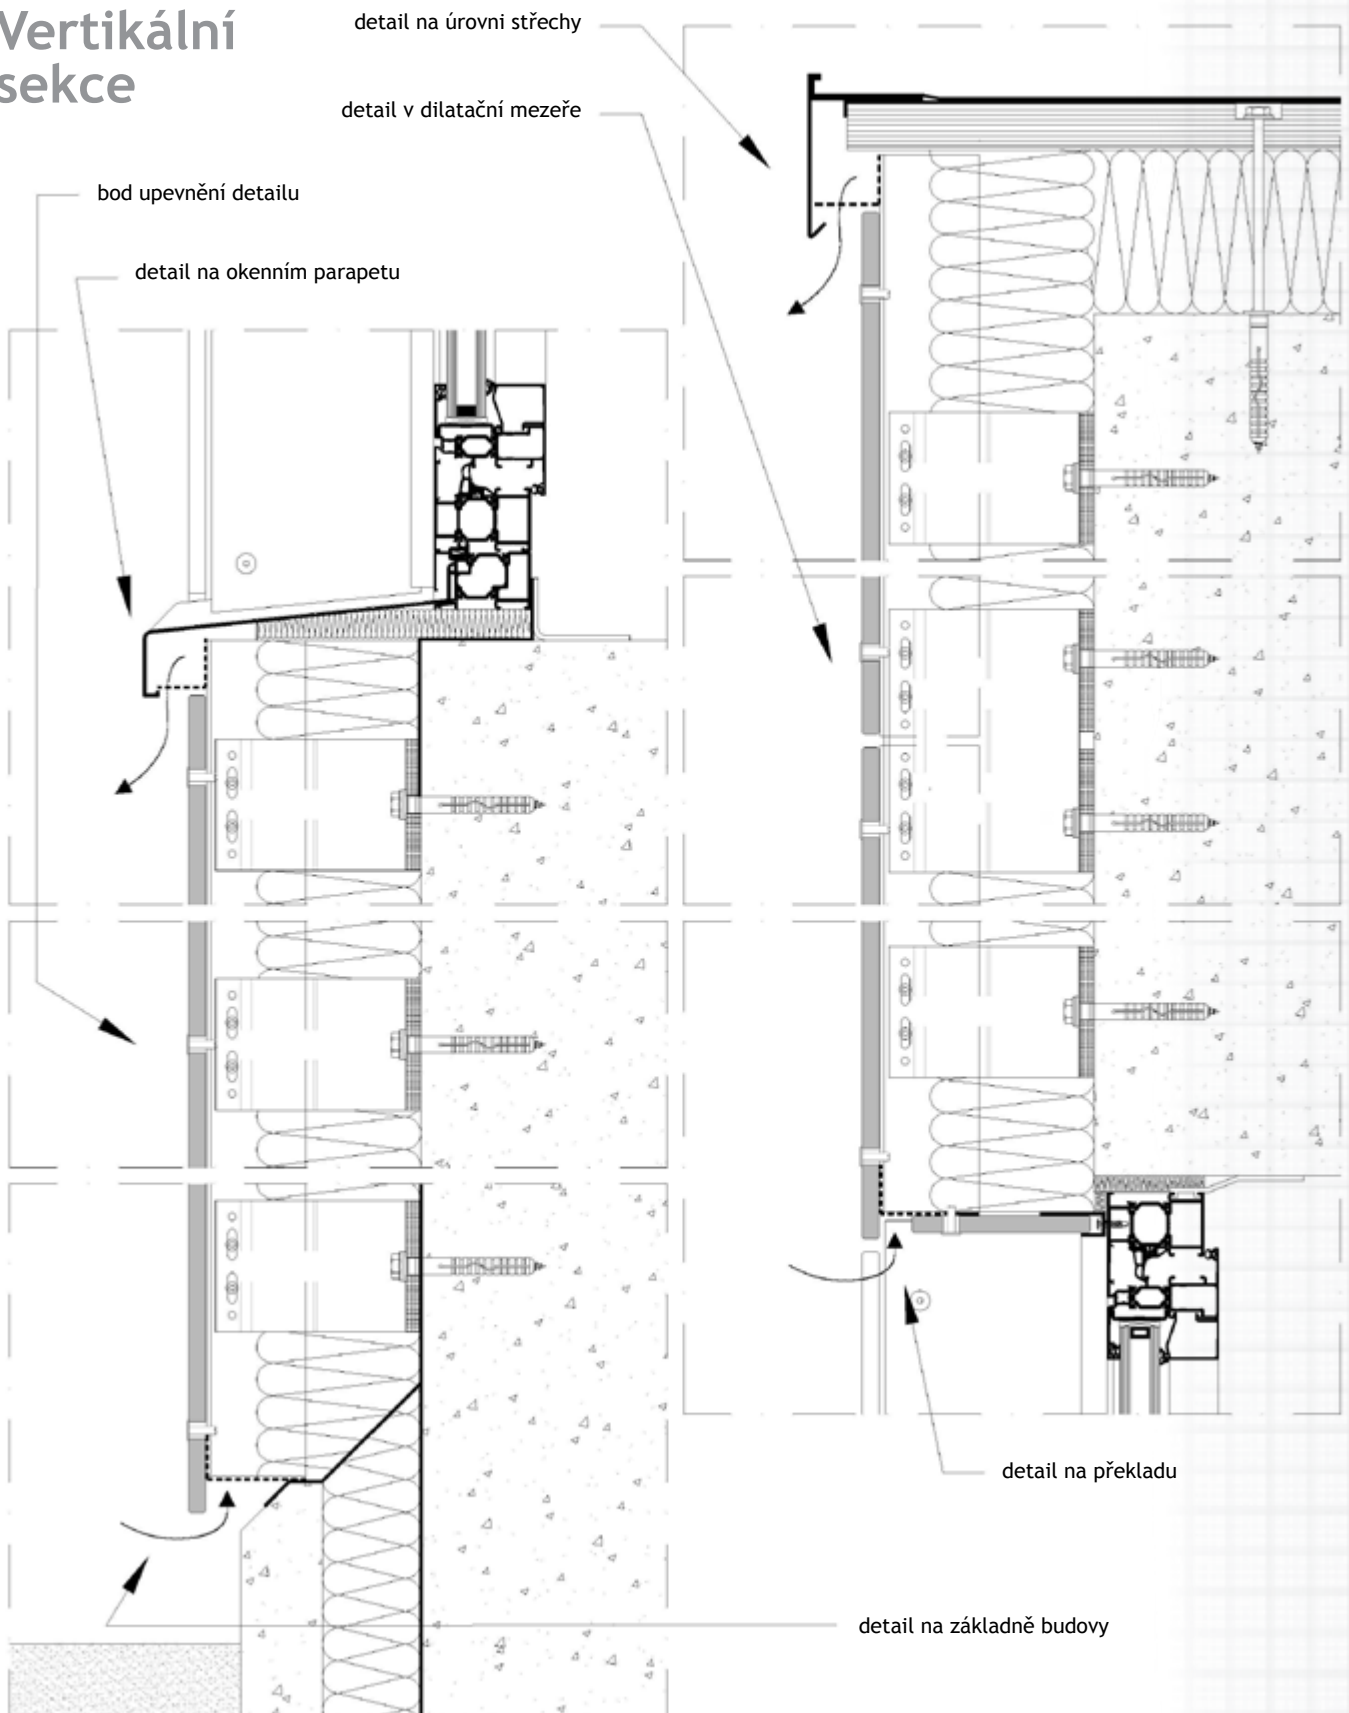 Vertikální
sekce
detail na úrovni střechy
detail v dilatační mezeře
bod upevnění detailu
detail na okenním parapetu
detail na překladu
detail na základně budovy